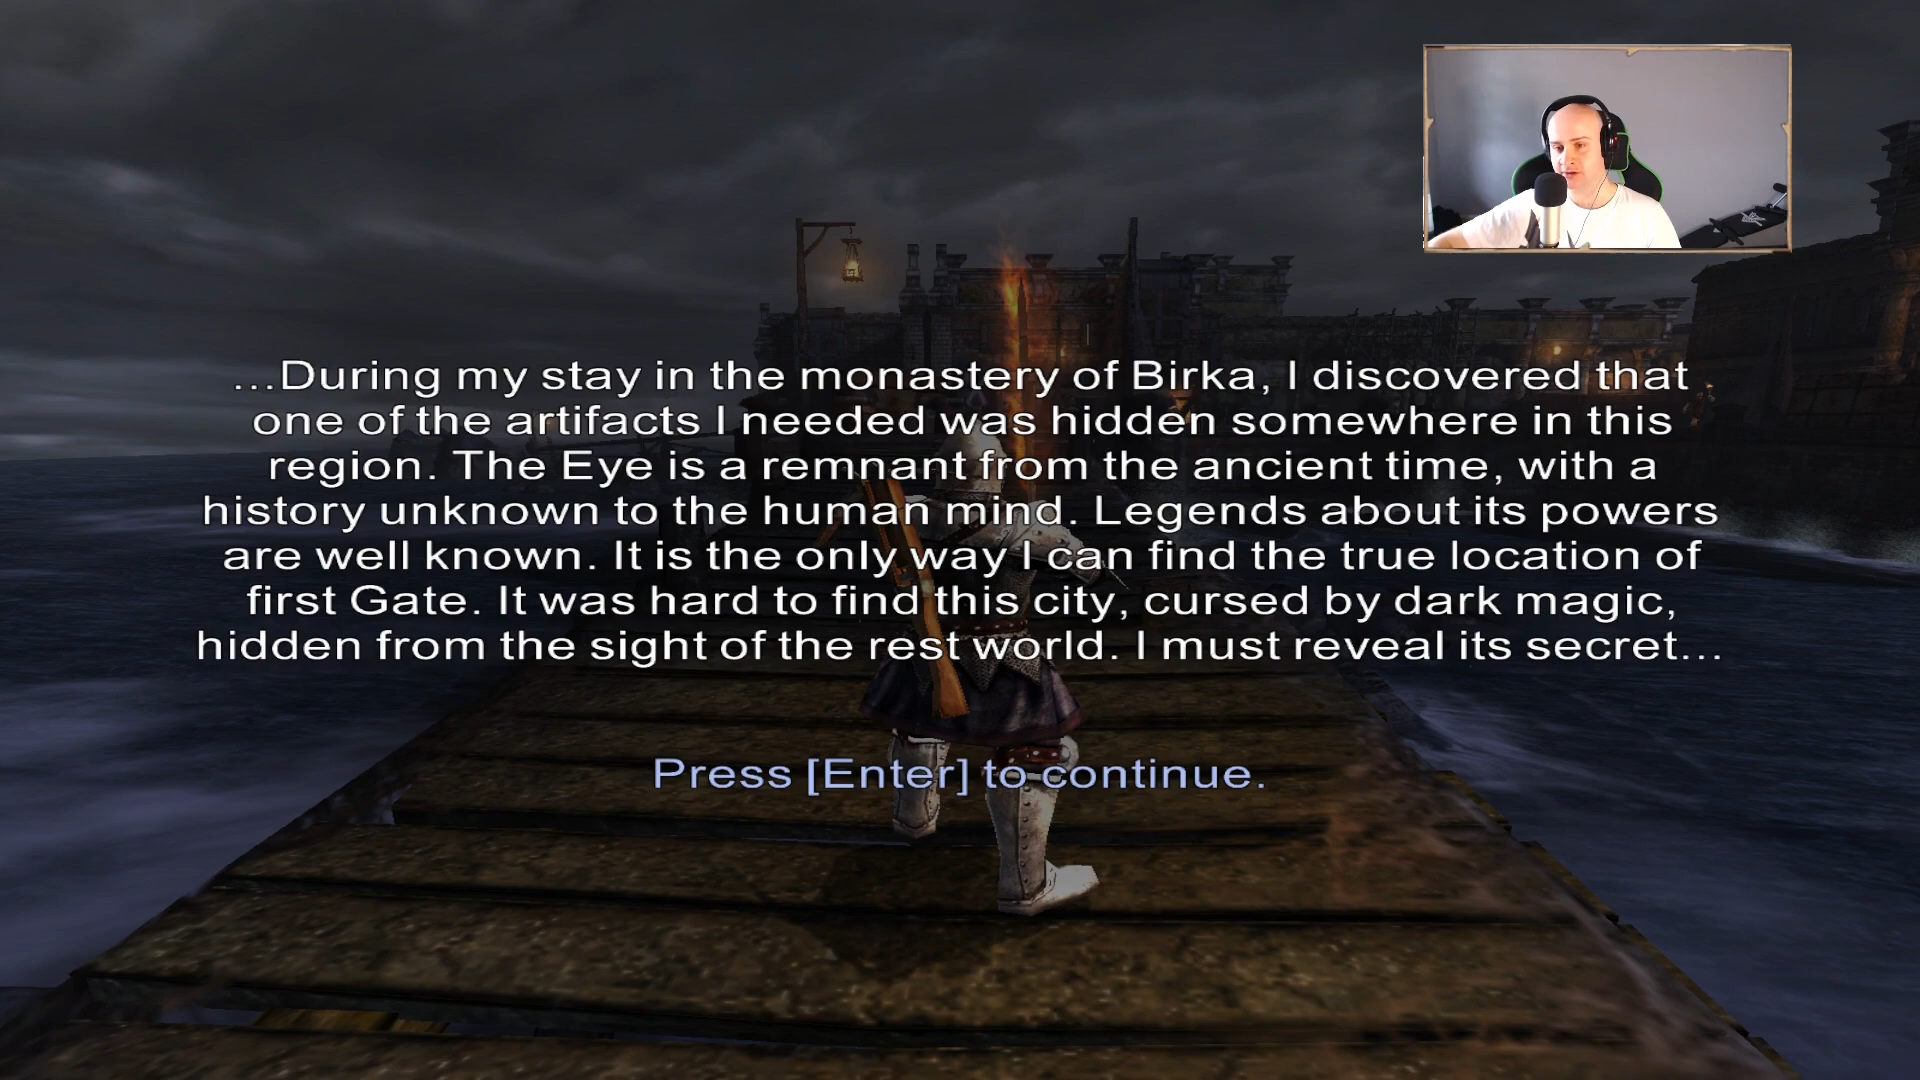 ...During my stay in the monastery of Birka, I discovered that
one of the artifacts I needed was hidden somewhere in this
region. The Eye is a remnant from the ancient time, with a
history unknown to the human mind. Legends about its powers
are well known. It is the only way I can find the true location of
first Gate. It was hard to find this city, cursed by dark magic,
hidden from the sight of the rest world. I must reveal its secret...
Press [Enter] to continue.